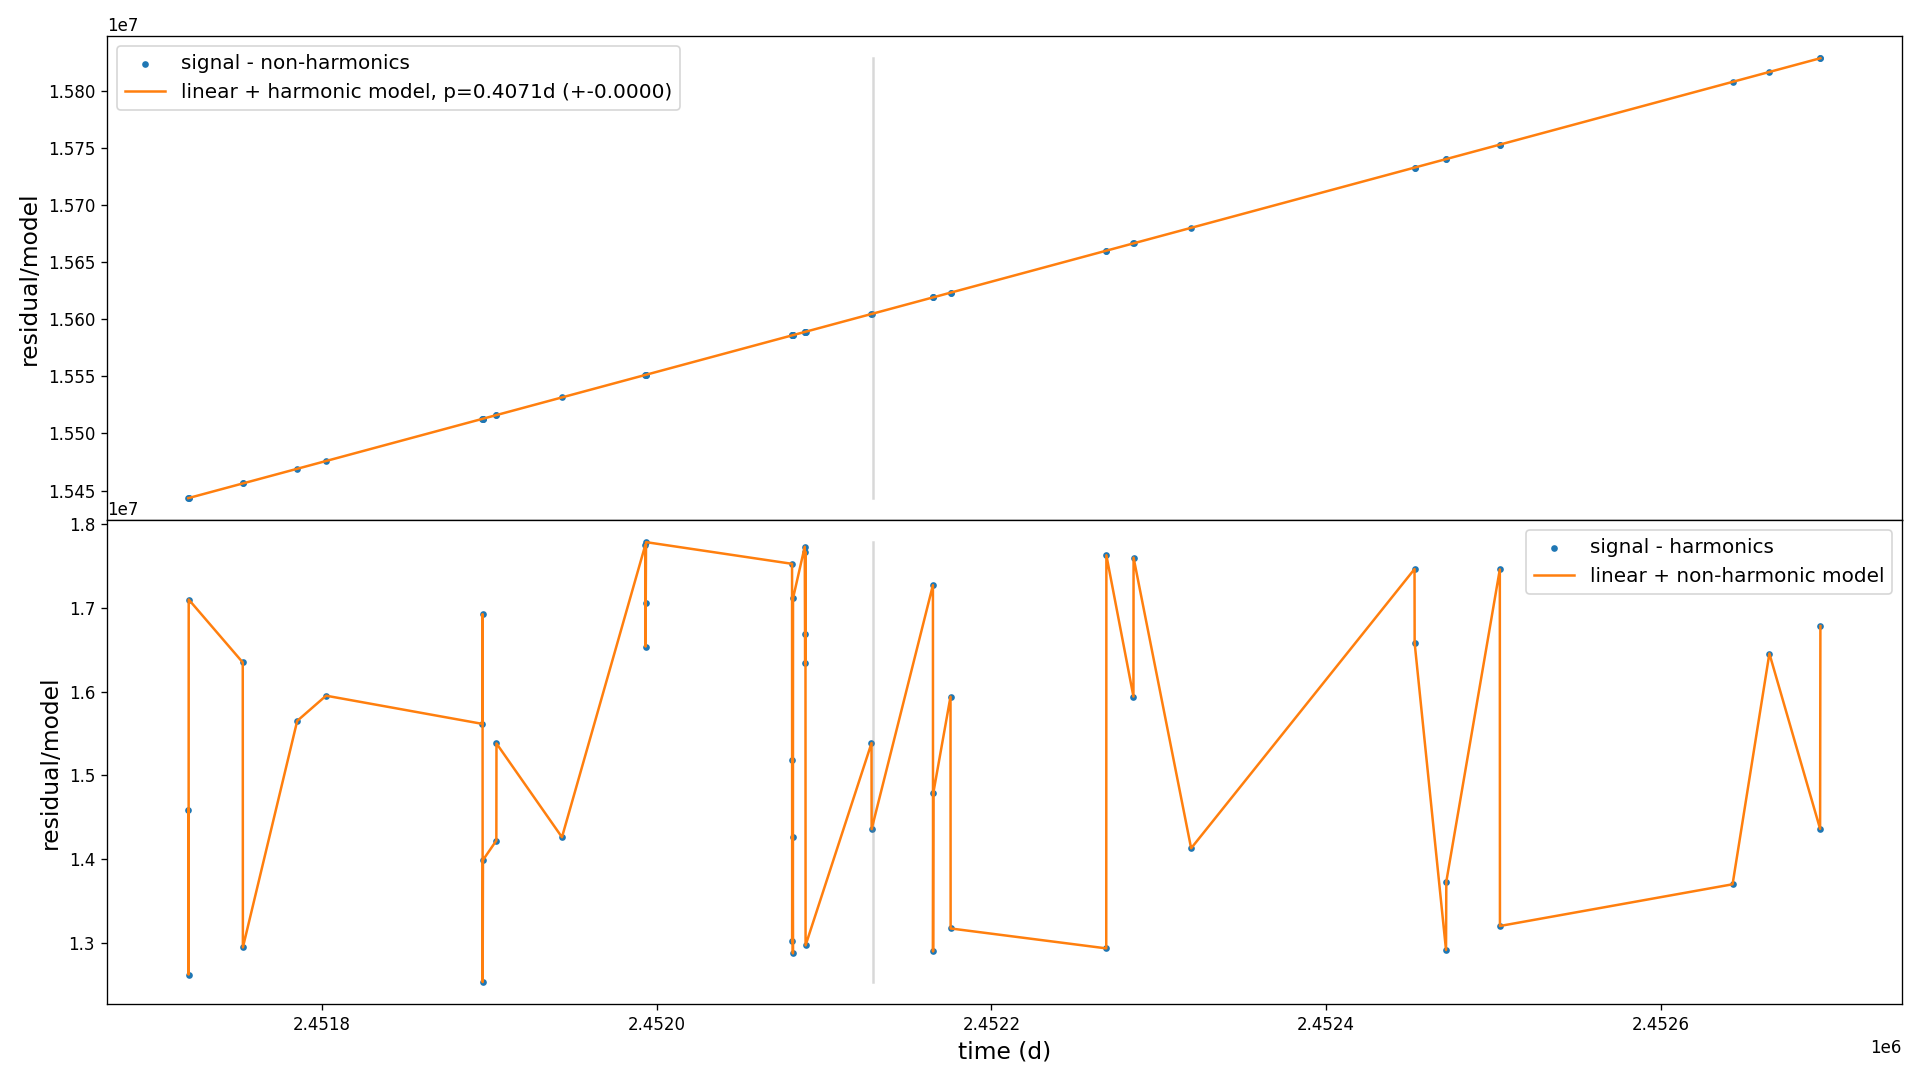 1e7
signal - non-harmonics
linear + harmonic model, p=0.4071d (+-0.0000)
1.580
1.575
1.570
1.565
1.560
1.555
1.550
1.545
residual/model
1e7
signal - harmonics
linear + non-harmonic model
1.8
1.7
1.6
1.5
1.4
1.3
residual/model
2.4518
2.4520
2.4522
2.4524
2.4526
1e6
time (d)